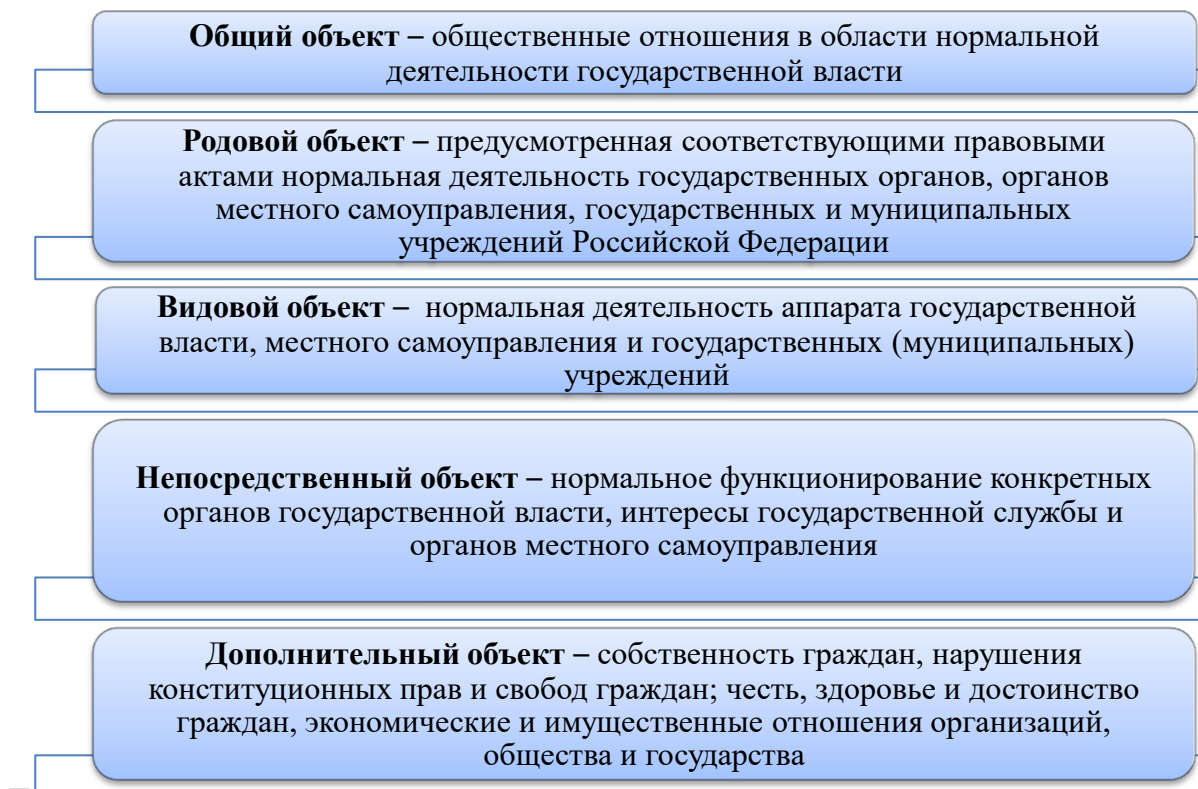 Общий объект – общественные отношения в области нормальной
деятельности государственной власти
Родовой объект – предусмотренная соответствующими правовыми
актами нормальная деятельность государственных органов, органов
местного самоуправления, государственных и муниципальных
учреждений Российской Федерации
Видовой объект – нормальная деятельность аппарата государственной
власти, местного самоуправления и государственных (муниципальных)
учреждений
Непосредственный объект – нормальное функционирование конкретных
органов государственной власти, интересы государственной службы и
органов местного самоуправления
Дополнительный объект – собственность граждан, нарушения
конституционных прав и свобод граждан; честь, здоровье и достоинство
граждан, экономические и имущественные отношения организаций,
общества и государства